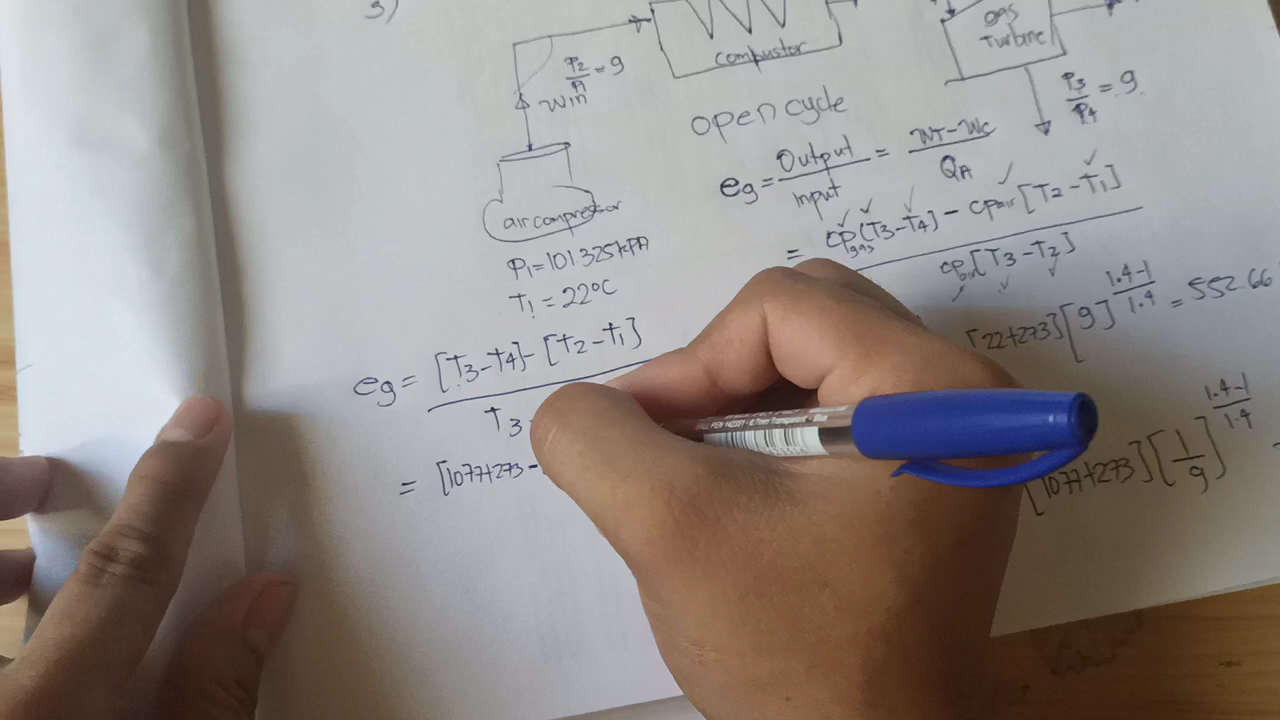 3)
combustor
gas
Turbine
P2/P1 = 9
Win
P3/P4 = 9
open cycle
eg = Output/input = WT-WC/QA
air compressor
= cp gas (T3-T4] - cpair [T2-T1] / cpair [T3-T2]
P1 = 101.325 kPA
T1 = 22°C
[22+273][9]^1.4-1/1.4 = 552.66
eg = [T3-T4] - [T2-T1] / T3
= [1077+273 -
[1077+273] [1/9]^1.4-1/1.4